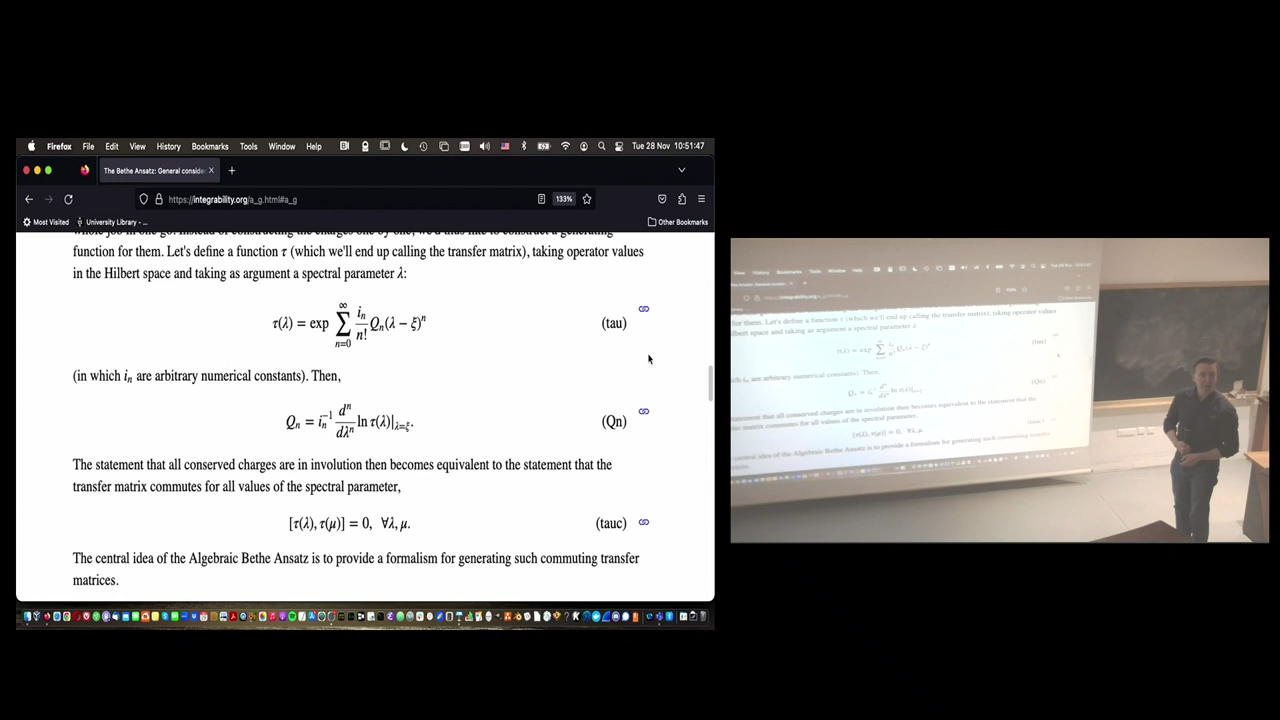 Firefox File Edit View History Bookmarks Tools Window Help Tue 28 Nov 10:51:47
The Bethe Ansatz: General conside
https://integrability.org/a_g.html#a_g 133%
Most Visited University Library - ... Other Bookmarks
function for them. Let's define a function τ (which we'll end up calling the transfer matrix), taking operator values
in the Hilbert space and taking as argument a spectral parameter λ:
τ(λ) = exp ∑_{n=0}^{∞} i_n/n! Q_n(λ − ξ)^n (tau)
(in which i_n are arbitrary numerical constants). Then,
Q_n = i_n^{-1} d^n/dλ^n ln τ(λ)|_{λ=ξ}. (Qn)
The statement that all conserved charges are in involution then becomes equivalent to the statement that the
transfer matrix commutes for all values of the spectral parameter,
[τ(λ), τ(μ)] = 0, ∀λ, μ. (tauc)
The central idea of the Algebraic Bethe Ansatz is to provide a formalism for generating such commuting transfer
matrices.